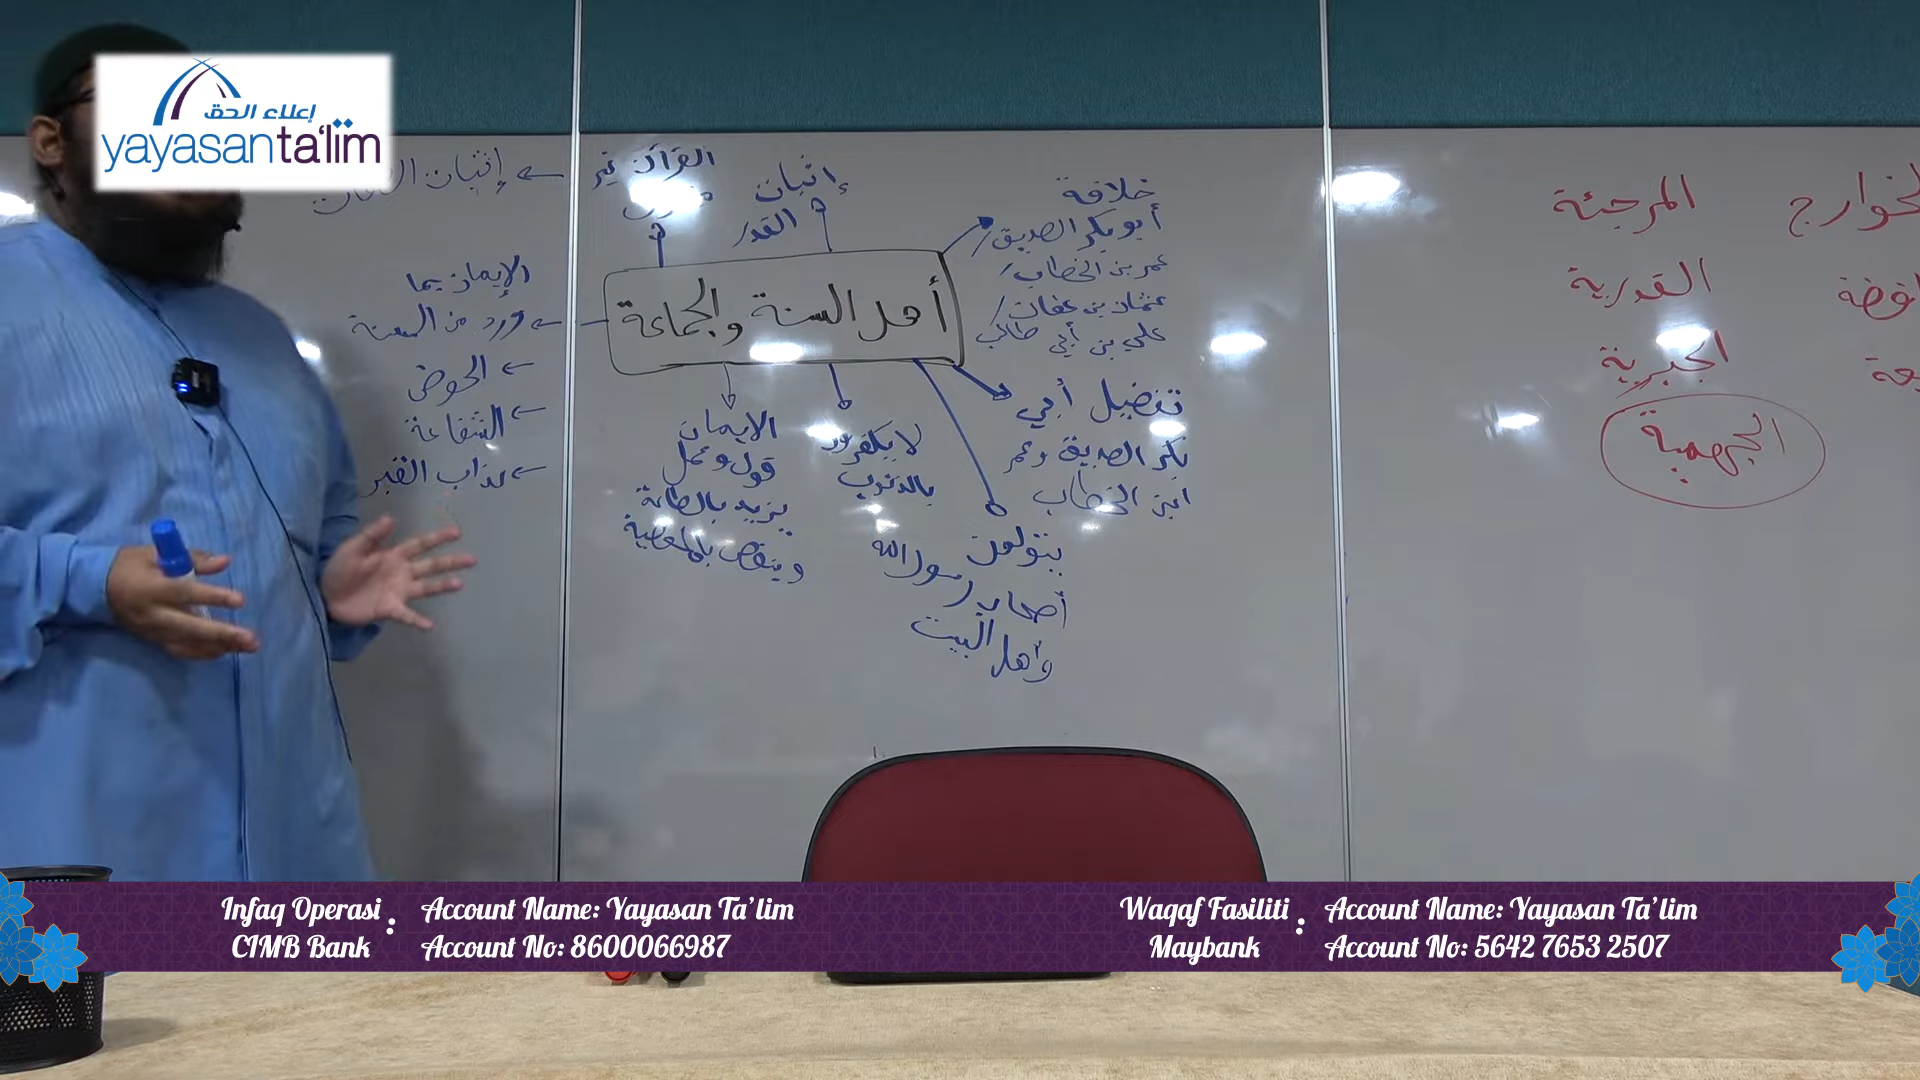 إعلاء الحق
yayasanta'lim
إثبات
القرآن غير
إثبات
القدر
الإيمان بما
ورد من السنة
الحوض
الشفاعة
عذاب القبر
أهل السنة والجماعة
خلافة
أبو بكر الصديق/
عمر بن الخطاب/
عثمان بن عفان/
علي بن أبي طالب
تفضيل أبي
بكر الصديق وعمر
ابن الخطاب
لا يكفرون
بالذنوب
الإيمان
قول وعمل
يزيد بالطاعة
وينقص بالمعصية
يتولون
أصحاب رسول الله
وأهل البيت
الخوارج
المرجئة
القدرية
الجبرية
الجهمية
Infaq Operasi : Account Name: Yayasan Ta'lim
CIMB Bank Account No: 8600066987
Waqaf Fasiliti : Account Name: Yayasan Ta'lim
Maybank Account No: 5642 7653 2507